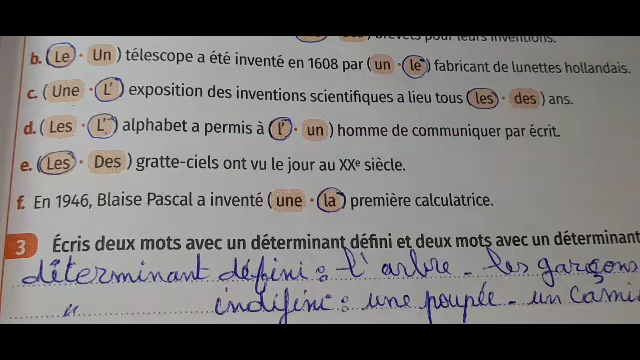 brevets pour leurs inventions.
b. (Le • Un) télescope a été inventé en 1608 par (un • le) fabricant de lunettes hollandais.
c. (Une • L') exposition des inventions scientifiques a lieu tous (les • des) ans.
d. (Les • L') alphabet a permis à (l' • un) homme de communiquer par écrit.
e. (Les • Des) gratte-ciels ont vu le jour au XXe siècle.
f. En 1946, Blaise Pascal a inventé (une • la) première calculatrice.
3 Écris deux mots avec un déterminant défini et deux mots avec un déterminant
déterminant défini : l'arbre - les garçons
" indéfini : une poupée - un cami